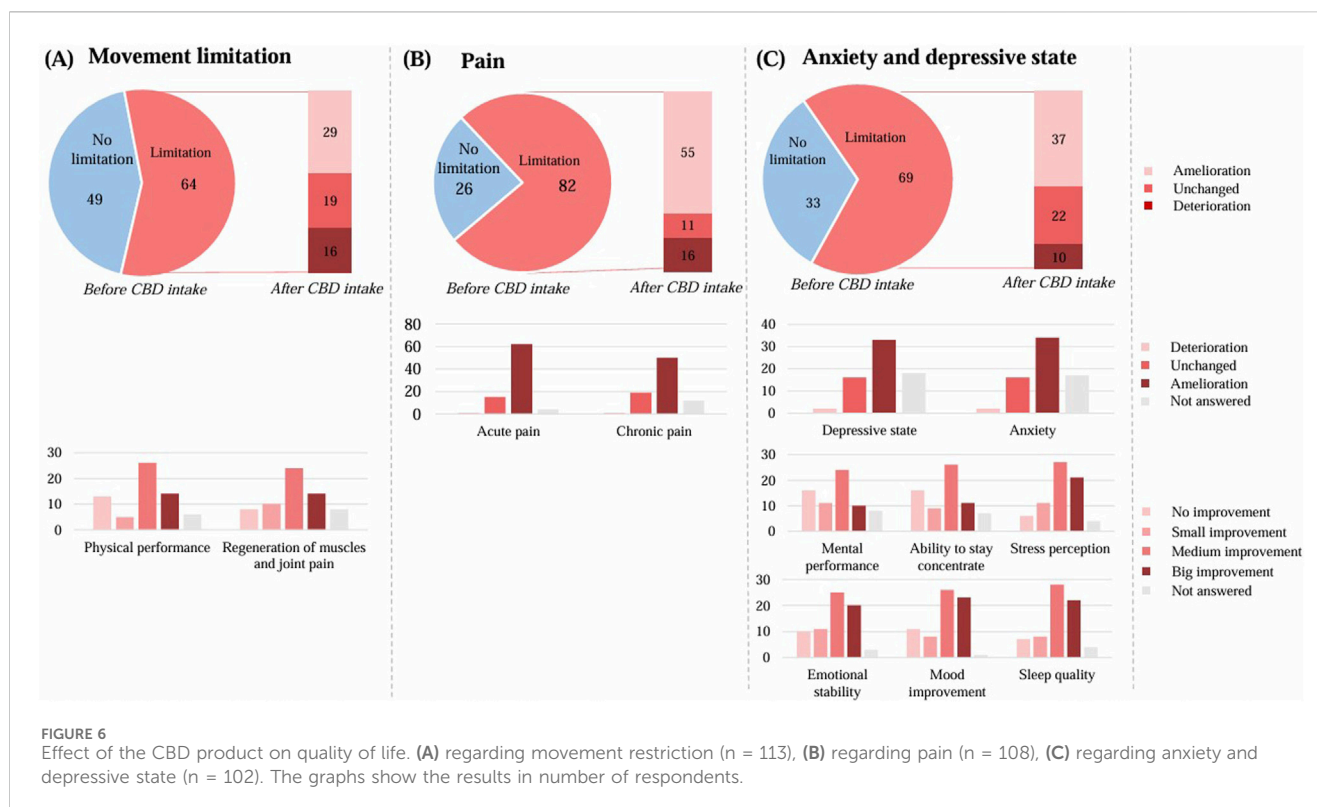 (A) Movement limitation
No
limitation
49
Limitation
64
29
19
16
Before CBD intake
After CBD intake
(B) Pain
No
limitation
26
Limitation
82
55
11
16
Before CBD intake
After CBD intake
(C) Anxiety and depressive state
No
limitation
33
Limitation
69
37
22
10
Before CBD intake
After CBD intake
Amelioration
Unchanged
Deterioration
80
60
40
20
0
Acute pain
Chronic pain
40
30
20
10
0
Depressive state
Anxiety
Deterioration
Unchanged
Amelioration
Not answered
30
20
10
0
Physical performance
Regeneration of muscles
and joint pain
30
20
10
0
Mental
performance
Ability to stay
concentrate
Stress perception
No improvement
Small improvement
Medium improvement
Big improvement
Not answered
30
20
10
0
Emotional
stability
Mood
improvement
Sleep quality
FIGURE 6
Effect of the CBD product on quality of life. (A) regarding movement restriction (n = 113), (B) regarding pain (n = 108), (C) regarding anxiety and
depressive state (n = 102). The graphs show the results in number of respondents.